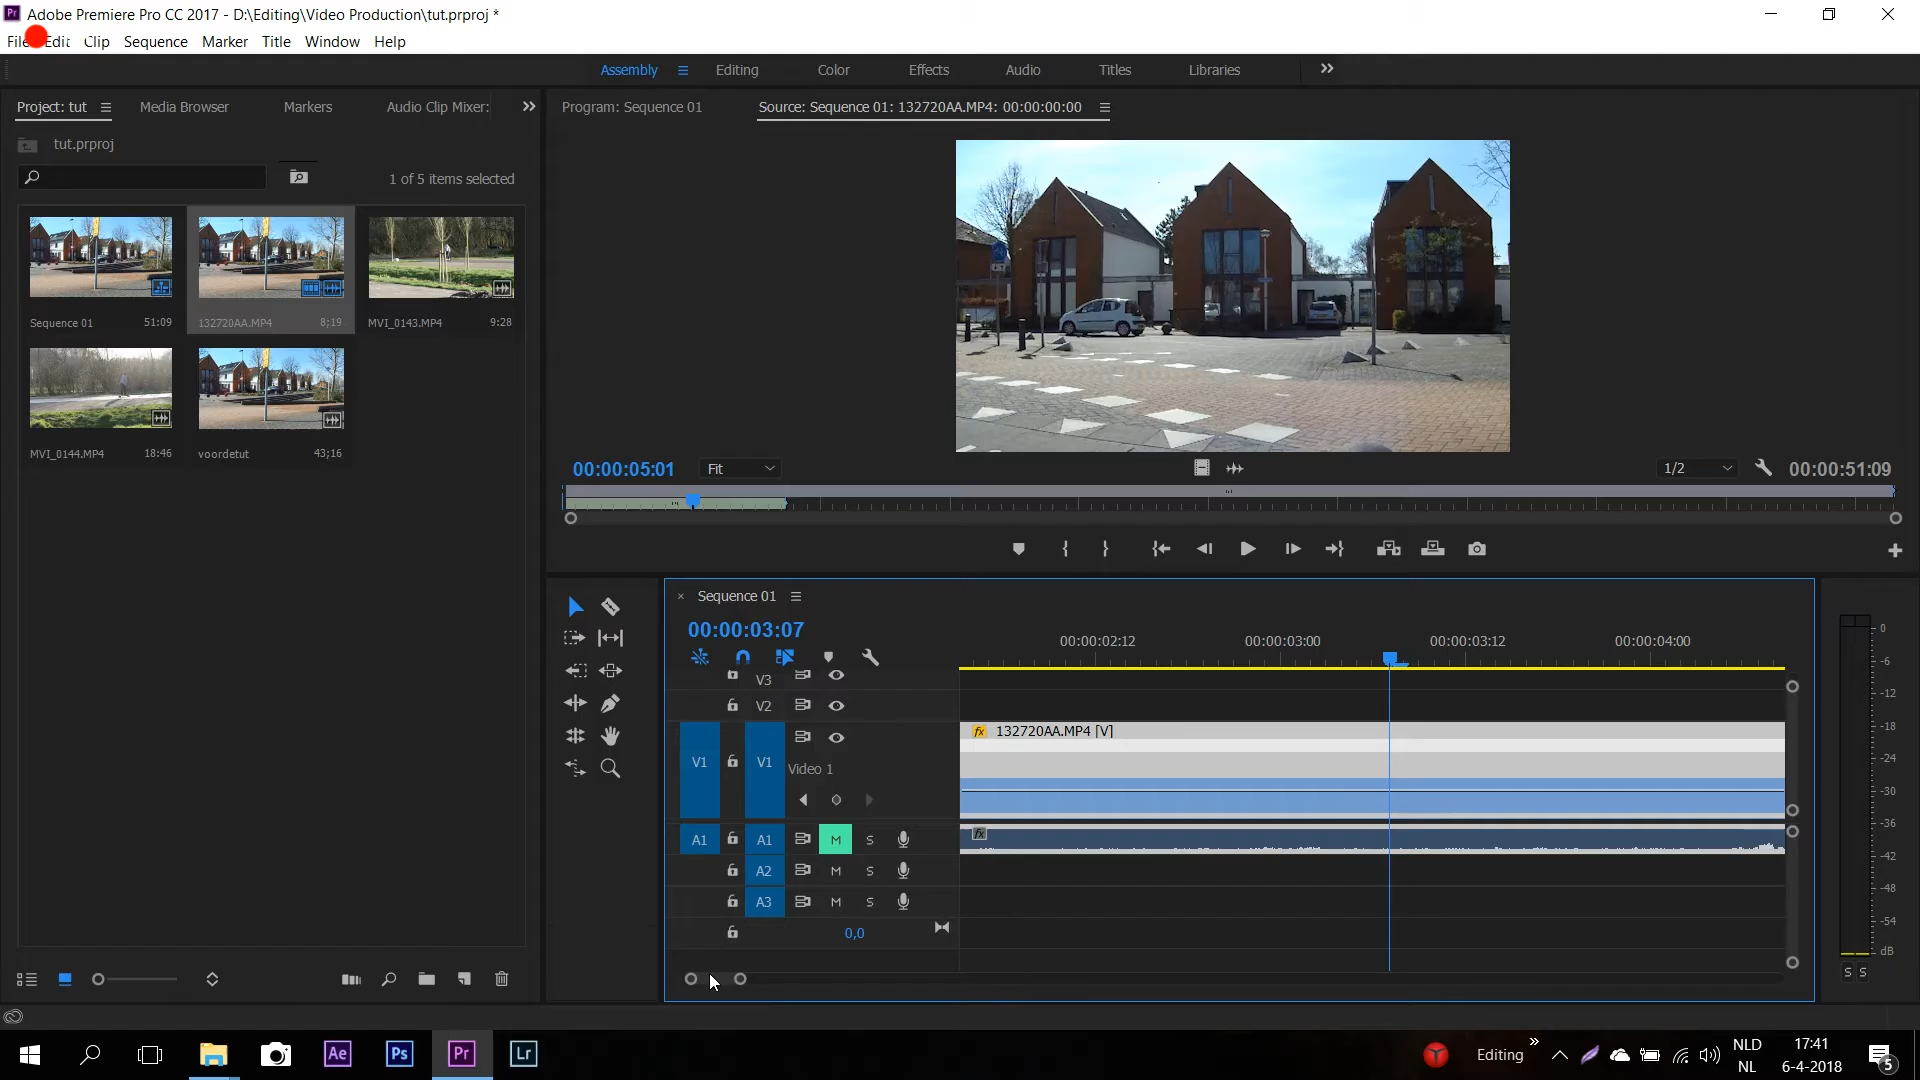 Adobe Premiere Pro CC 2017 - D:\Editing\Video Production\tut.prproj *
Edit Clip Sequence Marker Title Window Help
Assembly Editing Color Effects Audio Titles Libraries
Project: tut Media Browser Markers Audio Clip Mixer:
Program: Sequence 01 Source: Sequence 01: 132720AA.MP4: 00:00:00:00
tut.prproj
1 of 5 items selected
Sequence 01 51:09 132720AA.MP4 8;19 MVI_0143.MP4 9:28
MVI_0144.MP4 18:46 voordetut 43;16
00:00:05:01 Fit 1/2 00:00:51:09
Sequence 01
00:00:03:07
00:00:02:12 00:00:03:00 00:00:03:12 00:00:04:00
V3
V2
132720AA.MP4 [V]
V1 V1
Video 1
A1 A1 M S
A2 M S
A3 M S
0,0
0
-6
-12
-18
-24
-30
-36
-42
-48
-54
dB
S S
Ae Ps Pr Lr
Editing
NLD
NL
17:41
6-4-2018
5